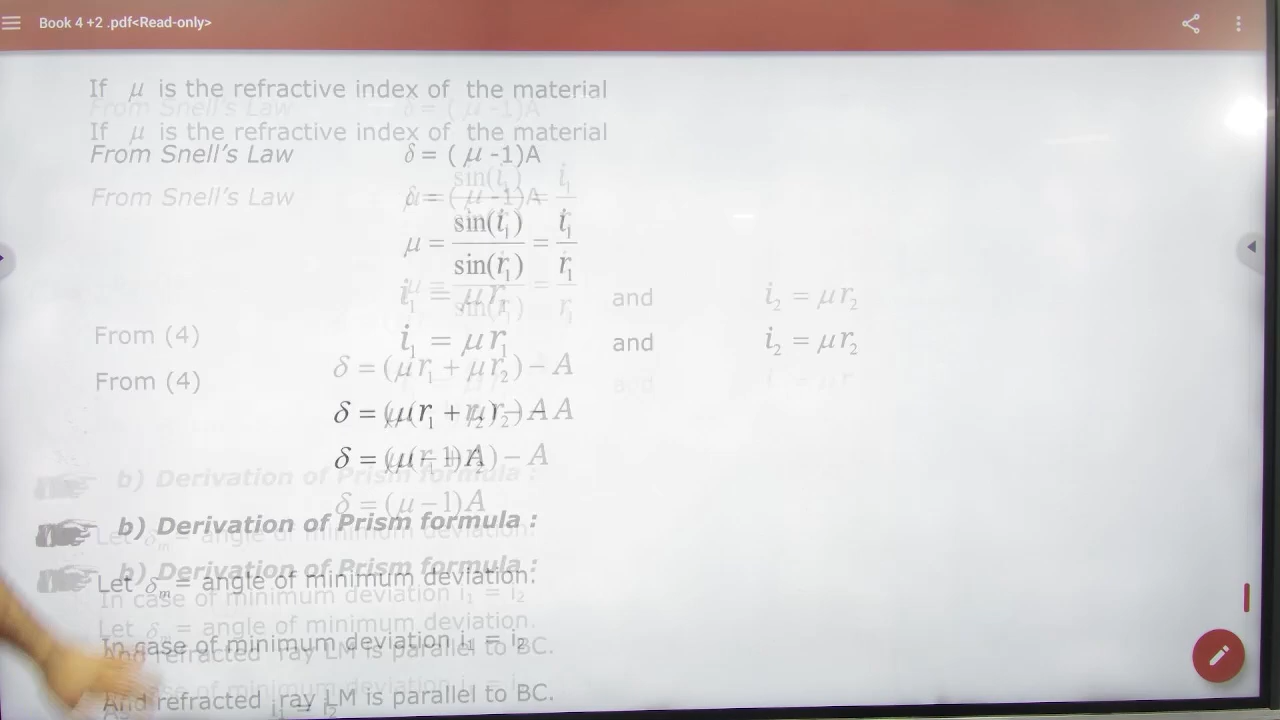 Book 4 +2 .pdf<Read-only>
If μ is the refractive index of the material
From Snell's Law δ = ( μ -1)A
μ = sin(i₁) / sin(r₁) = i₁ / r₁
i₁ = μr₁ and i₂ = μr₂
From (4)
δ = (μr₁ + μr₂) − A
δ = μ(r₁ + r₂) − A
δ = (μ − 1)A
b) Derivation of Prism formula :
Let δₘ = angle of minimum deviation.
In case of minimum deviation i₁ = i₂
And refracted ray LM is parallel to BC.
i₁ = i₂